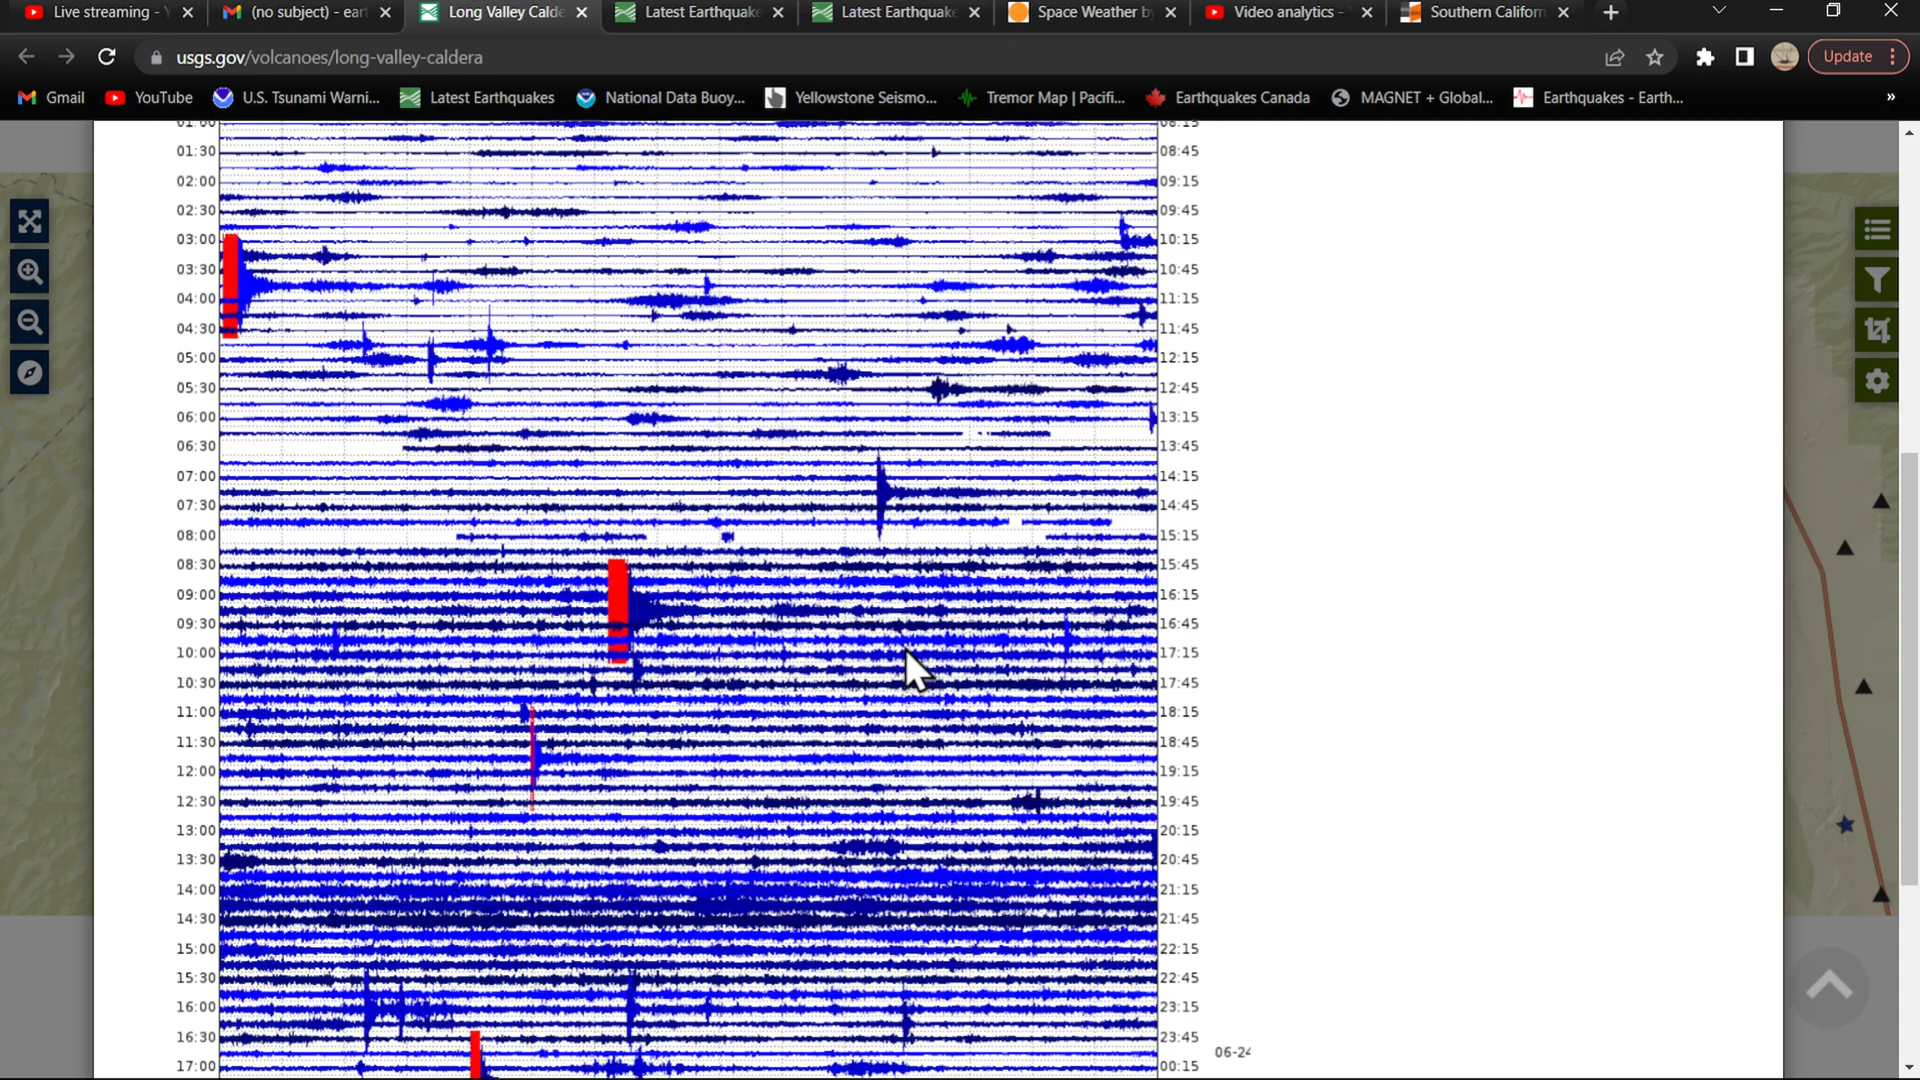 Live streaming - Y
(no subject) - ear
Long Valley Calde
Latest Earthquake
Latest Earthquake
Space Weather b
Video analytics -
Southern Californ
usgs.gov/volcanoes/long-valley-caldera
Update
Gmail
YouTube
U.S. Tsunami Warni...
Latest Earthquakes
National Data Buoy...
Yellowstone Seismo...
Tremor Map | Pacifi...
Earthquakes Canada
MAGNET + Global...
Earthquakes - Earth...
»
01:00 08:15
01:30 08:45
02:00 09:15
02:30 09:45
03:00 10:15
03:30 10:45
04:00 11:15
04:30 11:45
05:00 12:15
05:30 12:45
06:00 13:15
06:30 13:45
07:00 14:15
07:30 14:45
08:00 15:15
08:30 15:45
09:00 16:15
09:30 16:45
10:00 17:15
10:30 17:45
11:00 18:15
11:30 18:45
12:00 19:15
12:30 19:45
13:00 20:15
13:30 20:45
14:00 21:15
14:30 21:45
15:00 22:15
15:30 22:45
16:00 23:15
16:30 23:45
06-24
17:00 00:15